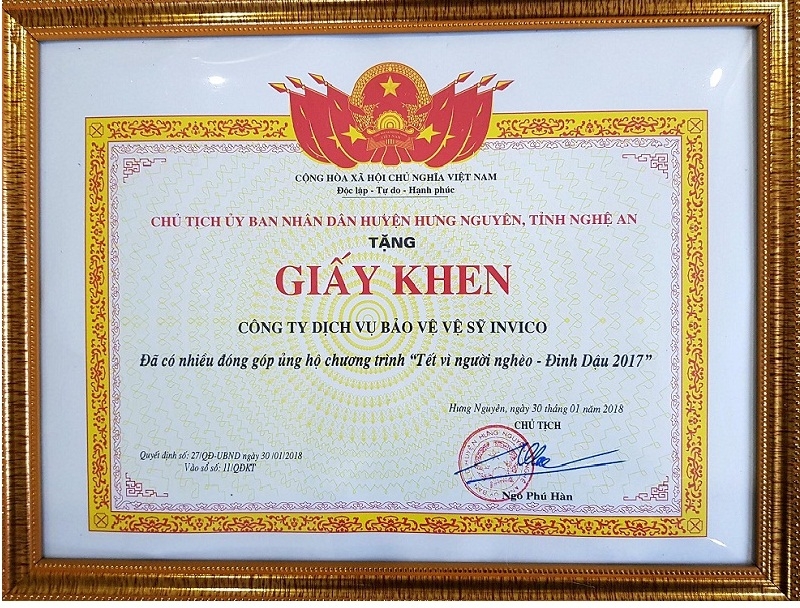 CỘNG HÒA XÃ HỘI CHỦ NGHĨA VIỆT NAM
Độc lập - Tự do - Hạnh phúc
CHỦ TỊCH ỦY BAN NHÂN DÂN HUYỆN HƯNG NGUYÊN, TỈNH NGHỆ AN
TẶNG
GIẤY KHEN
CÔNG TY DỊCH VỤ BẢO VỆ VỆ SỸ INVICO
Đã có nhiều đóng góp ủng hộ chương trình “Tết vì người nghèo - Đinh Dậu 2017”
Hưng Nguyên, ngày 30 tháng 01 năm 2018
CHỦ TỊCH
Quyết định số: 27/QĐ-UBND ngày 30 /01/2018
Vào sổ số: 11/QĐKT
Ngô Phú Hàn